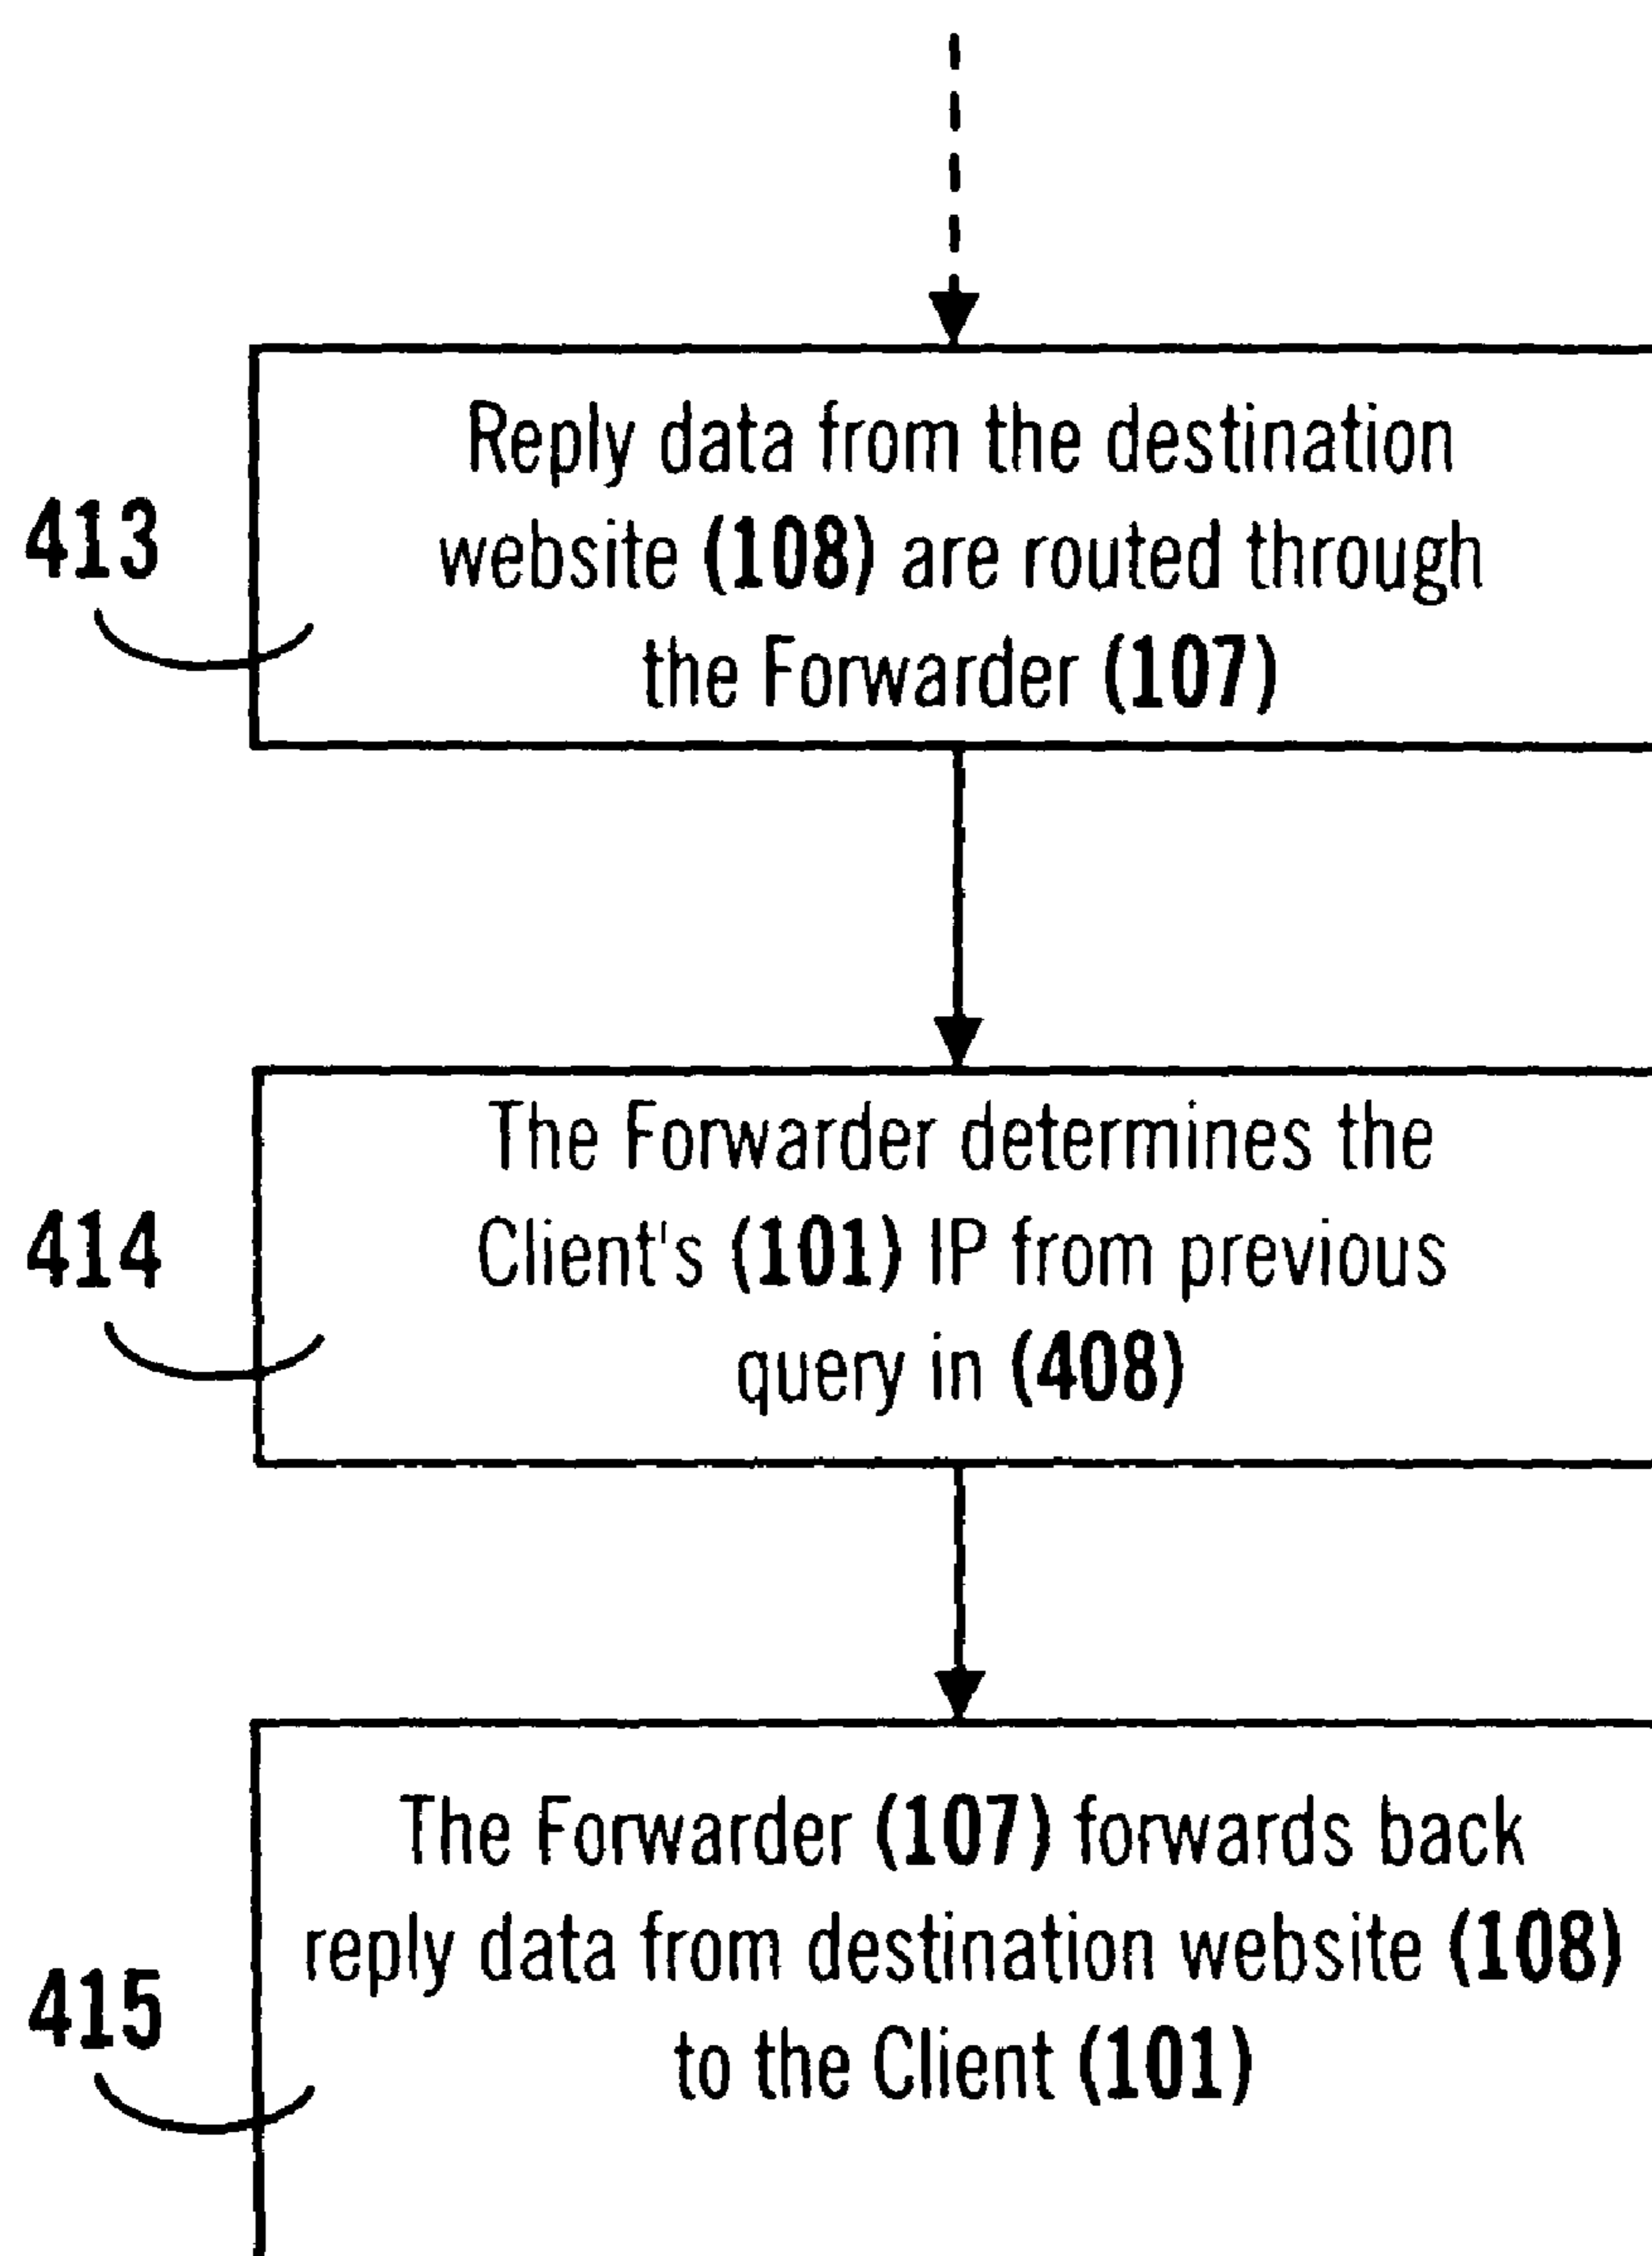 Reply data from the destination
website (108) are routed through
the Forwarder (107)
413
The Forwarder determines the
Client's (101) IP from previous
query in (408)
414
The Forwarder (107) forwards back
reply data from destination website (108)
to the Client (101)
415